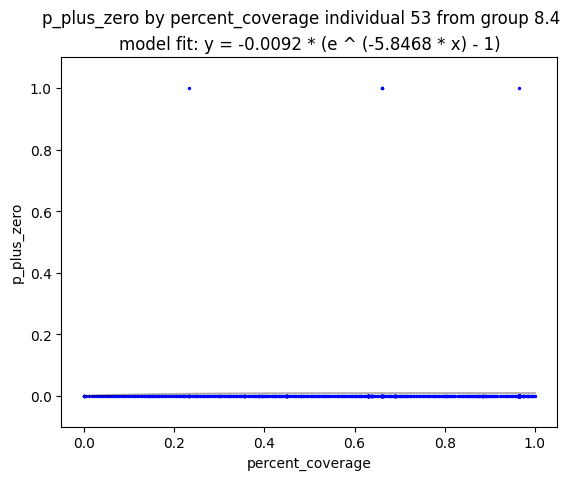 p_plus_zero by percent_coverage individual 53 from group 8.4
model fit: y = -0.0092 * (e ^ (-5.8468 * x) - 1)
1.0
0.8
0.6
0.4
0.2
0.0
p_plus_zero
0.0 0.2 0.4 0.6 0.8 1.0
percent_coverage